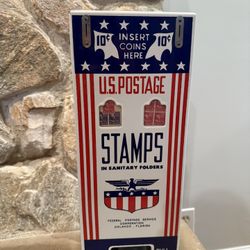 10¢ INSERT 10¢
COINS
HERE
U.S. POSTAGE
STAMPS
IN SANITARY FOLDERS
FEDERAL POSTAGE SERVICE
CORPORATION
ORLANDO, FLORIDA